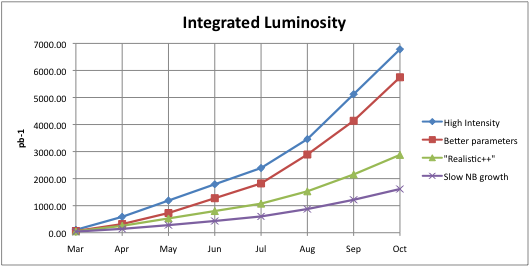 Integrated Luminosity
7000.00
6000.00
5000.00
4000.00
3000.00
2000.00
1000.00
0.00
pb-1
Mar Apr May Jun Jul Aug Sep Oct
High Intensity
Better parameters
"Realistic++"
Slow NB growth